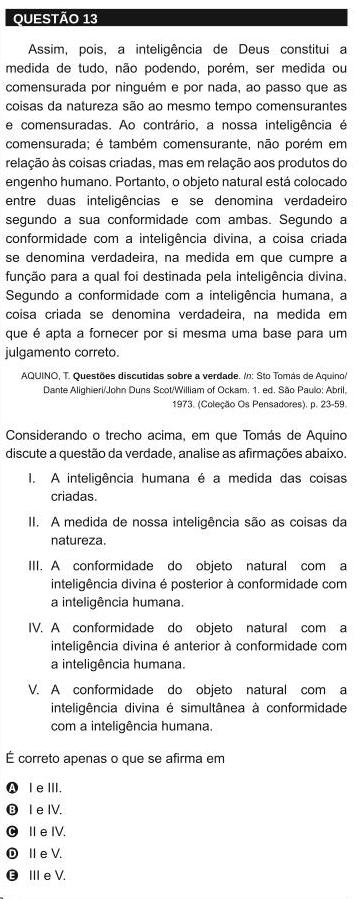 QUESTÃO 13
Assim, pois, a inteligência de Deus constitui a
medida de tudo, não podendo, porém, ser medida ou
comensurada por ninguém e por nada, ao passo que as
coisas da natureza são ao mesmo tempo comensurantes
e comensuradas. Ao contrário, a nossa inteligência é
comensurada; é também comensurante, não porém em
relação às coisas criadas, mas em relação aos produtos do
engenho humano. Portanto, o objeto natural está colocado
entre duas inteligências e se denomina verdadeiro
segundo a sua conformidade com ambas. Segundo a
conformidade com a inteligência divina, a coisa criada
se denomina verdadeira, na medida em que cumpre a
função para a qual foi destinada pela inteligência divina.
Segundo a conformidade com a inteligência humana, a
coisa criada se denomina verdadeira, na medida em
que é apta a fornecer por si mesma uma base para um
julgamento correto.
AQUINO, T. Questões discutidas sobre a verdade. In: Sto Tomás de Aquino/
Dante Alighieri/John Duns Scot/William of Ockam. 1. ed. São Paulo: Abril,
1973. (Coleção Os Pensadores). p. 23-59.
Considerando o trecho acima, em que Tomás de Aquino
discute a questão da verdade, analise as afirmações abaixo.
I. A inteligência humana é a medida das coisas
criadas.
II. A medida de nossa inteligência são as coisas da
natureza.
III. A conformidade do objeto natural com a
inteligência divina é posterior à conformidade com
a inteligência humana.
IV. A conformidade do objeto natural com a
inteligência divina é anterior à conformidade com
a inteligência humana.
V. A conformidade do objeto natural com a
inteligência divina é simultânea à conformidade
com a inteligência humana.
É correto apenas o que se afirma em
A I e III.
B I e IV.
C II e IV.
D II e V.
E III e V.